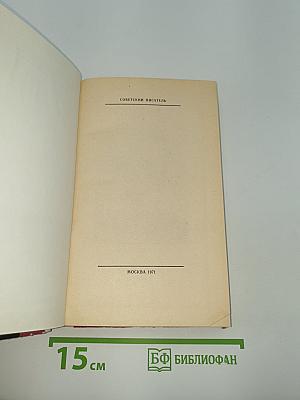 СОВЕТСКИЙ ПИСАТЕЛЬ
МОСКВА 1971
15 см
БФ БИБЛИОФАН